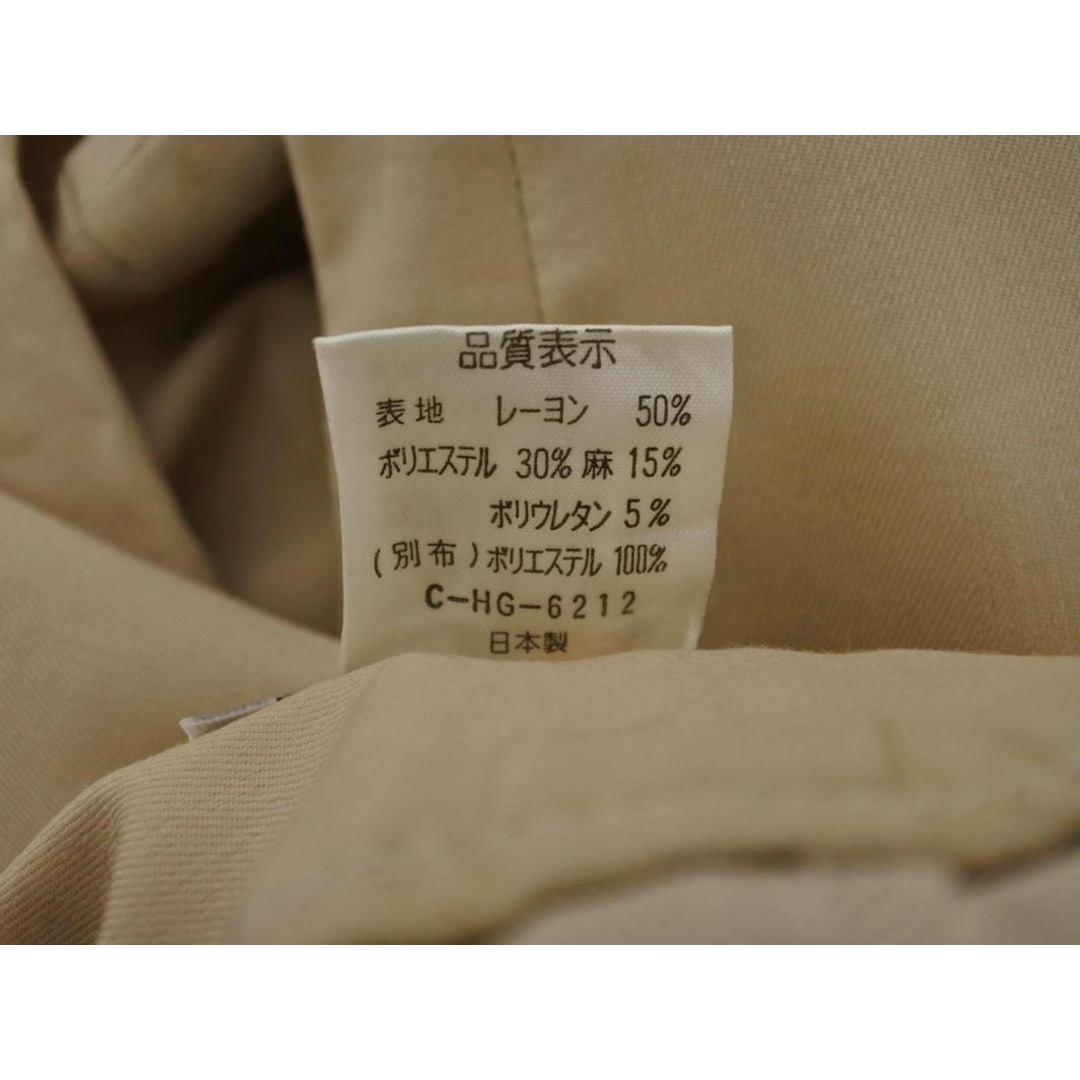 品質表示
表地 レーヨン 50%
ポリエステル 30% 麻 15%
ポリウレタン 5%
(別布) ポリエステル 100%
C-HG-6212
日本製